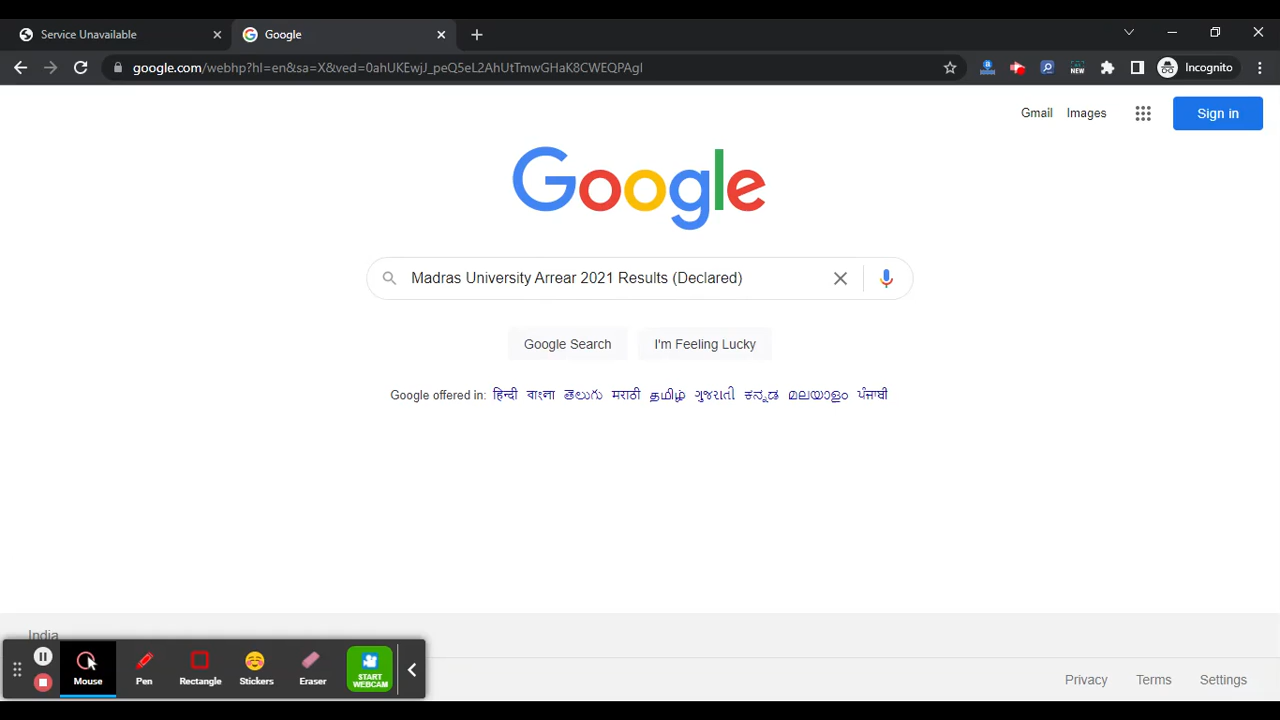 Service Unavailable
Google
google.com/webhp?hl=en&sa=X&ved=0ahUKEwjJ_peQ5eL2AhUtTmwGHaK8CWEQPAgI
NEW
Incognito
Gmail
Images
Sign in
Google
Madras University Arrear 2021 Results (Declared)
Google Search
I'm Feeling Lucky
Google offered in: हिन्दी বাংলা తెలుగు मराठी தமிழ் ગુજરાતી ಕನ್ನಡ മലയാളം ਪੰਜਾਬੀ
India
Mouse
Pen
Rectangle
Stickers
Eraser
START
WEBCAM
Privacy
Terms
Settings